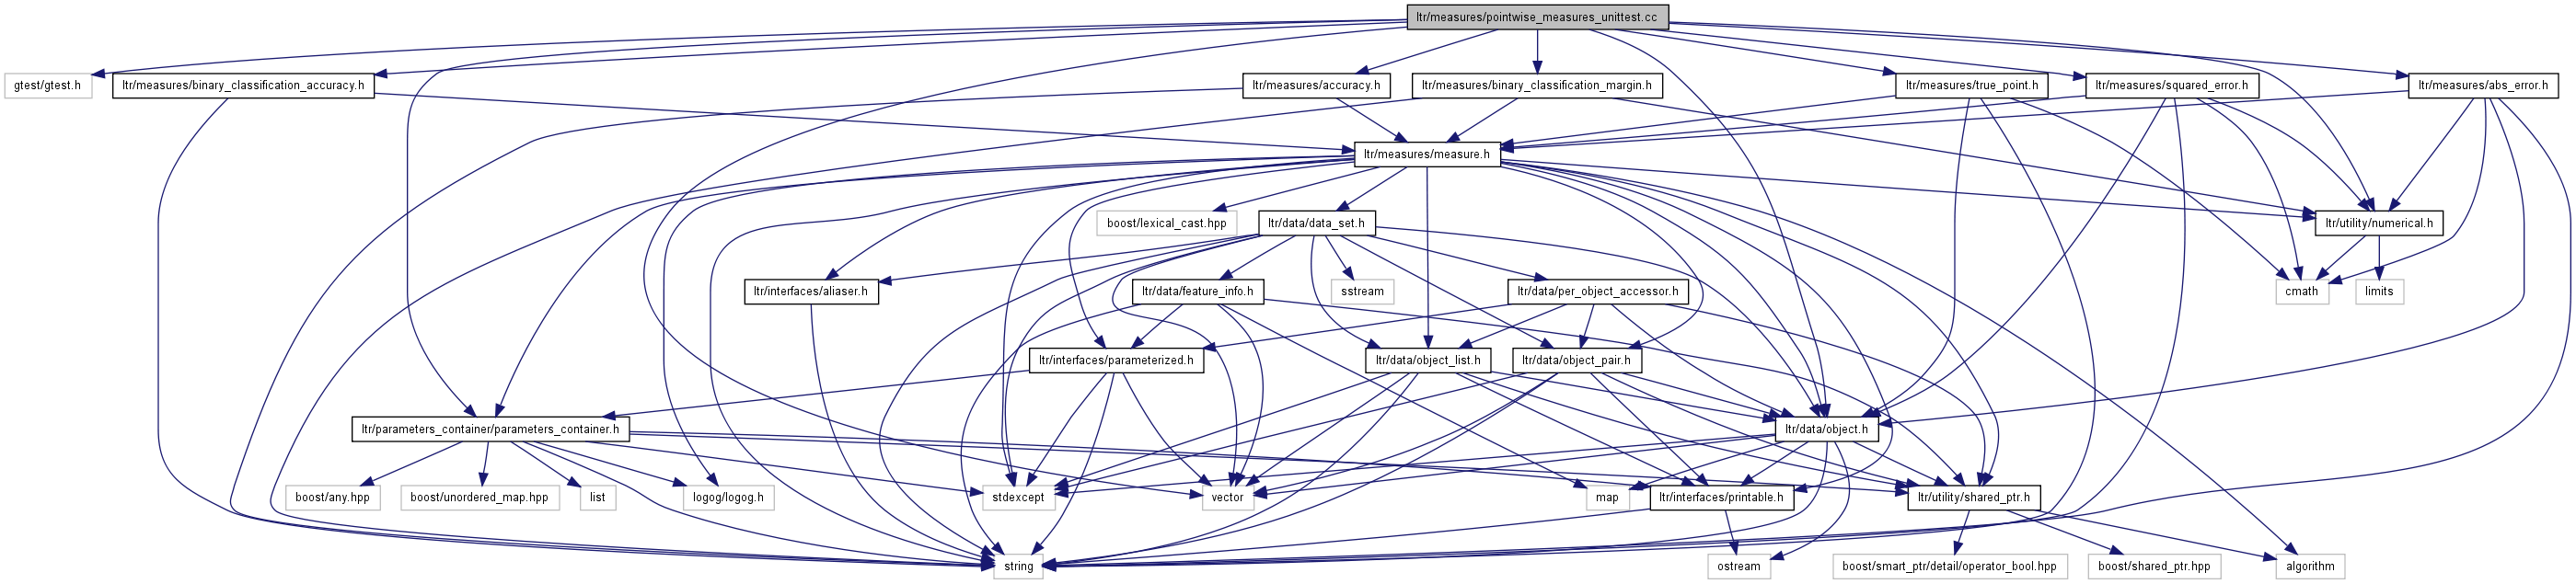 ltr/measures/pointwise_measures_unittest.cc
gtest/gtest.h
ltr/measures/binary_classification_accuracy.h
ltr/measures/accuracy.h
ltr/measures/binary_classification_margin.h
ltr/measures/true_point.h
ltr/measures/squared_error.h
ltr/measures/abs_error.h
ltr/measures/measure.h
boost/lexical_cast.hpp
ltr/data/data_set.h
ltr/utility/numerical.h
ltr/interfaces/aliaser.h
ltr/data/feature_info.h
sstream
ltr/data/per_object_accessor.h
cmath
limits
ltr/interfaces/parameterized.h
ltr/data/object_list.h
ltr/data/object_pair.h
ltr/parameters_container/parameters_container.h
ltr/data/object.h
boost/any.hpp
boost/unordered_map.hpp
list
logog/logog.h
stdexcept
vector
map
ltr/interfaces/printable.h
ltr/utility/shared_ptr.h
string
ostream
boost/smart_ptr/detail/operator_bool.hpp
boost/shared_ptr.hpp
algorithm